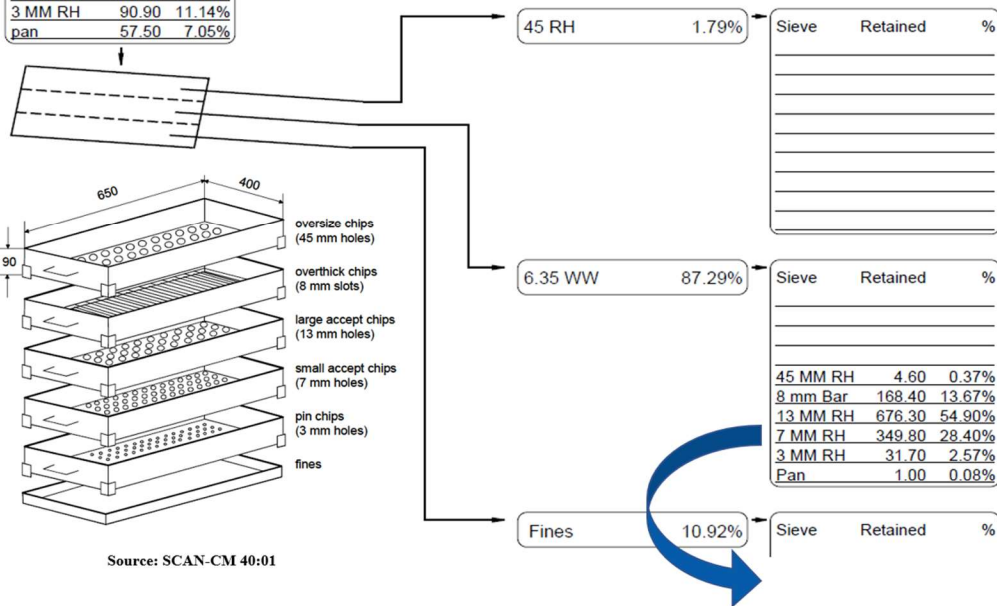 3 MM RH 90.90 11.14%
pan 57.50 7.05%
45 RH 1.79%
Sieve Retained %
650
400
90
oversize chips
(45 mm holes)
overthick chips
(8 mm slots)
large accept chips
(13 mm holes)
small accept chips
(7 mm holes)
pin chips
(3 mm holes)
fines
Source: SCAN-CM 40:01
6.35 WW 87.29%
Sieve Retained %
45 MM RH 4.60 0.37%
8 mm Bar 168.40 13.67%
13 MM RH 676.30 54.90%
7 MM RH 349.80 28.40%
3 MM RH 31.70 2.57%
Pan 1.00 0.08%
Fines 10.92%
Sieve Retained %